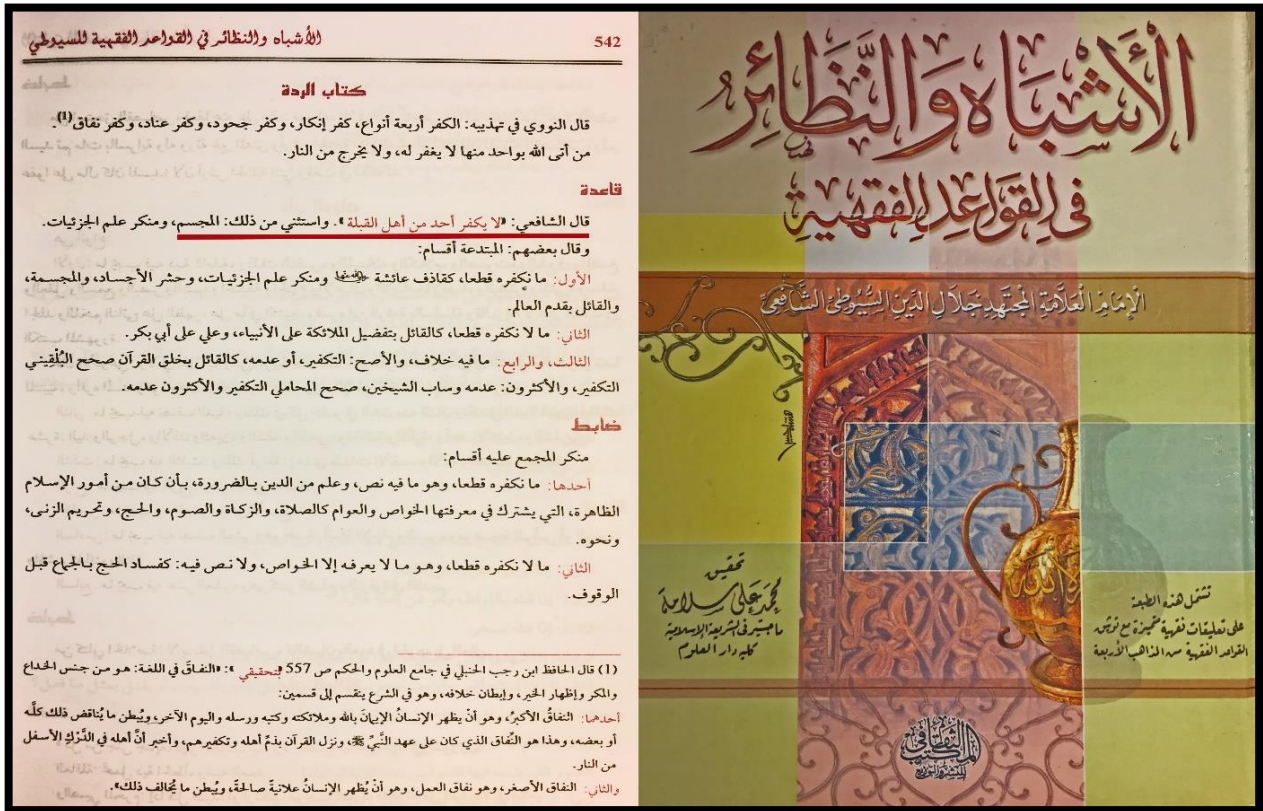 الأشباه والنظائر في القواعد الفقهية للسيوطي
542
كتاب الردة
قال النووي في تهذيبه: الكفر أربعة أنواع، كفر إنكار، وكفر جحود، وكفر عناد، وكفر نفاق(1).
من أتى الله بواحد منها لا يغفر له، ولا يخرج من النار.
قاعدة
قال الشافعي: «لا يكفر أحد من أهل القبلة». واستثني من ذلك: المجسم، ومنكر علم الجزئيات.
وقال بعضهم: المبتدعة أقسام:
الأول: ما نكفره قطعا، كقاذف عائشة رضي الله عنها ومنكر علم الجزئيات، وحشر الأجساد، والمجسمة،
والقائل بقدم العالم.
الثاني: ما لا نكفره قطعا، كالقائل بتفضيل الملائكة على الأنبياء، وعلي على أبي بكر.
الثالث، والرابع: ما فيه خلاف، والأصح: التكفير، أو عدمه، كالقائل بخلق القرآن صحح البُلْقِيني
التكفير، والأكثرون: عدمه وساب الشيخين، صحح المحاملي التكفير والأكثرون عدمه.
ضابط
منكر المجمع عليه أقسام:
أحدها: ما نكفره قطعا، وهو ما فيه نص، وعلم من الدين بالضرورة، بأن كان من أمور الإسلام
الظاهرة، التي يشترك في معرفتها الخواص والعوام كالصلاة، والزكاة والصوم، والحج، وتحريم الزنى،
ونحوه.
الثاني: ما لا نكفره قطعا، وهو ما لا يعرفه إلا الخواص، ولا نص فيه: كفساد الحج بالجماع قبل
الوقوف.
(1) قال الحافظ ابن رجب الحنبلي في جامع العلوم والحكم ص 557 بتحقيقي: «النفاق في اللغة: هو من جنس الخداع
والمكر وإظهار الخير، وإبطان خلافه، وهو في الشرع ينقسم إلى قسمين:
أحدهما: النفاقُ الأكبرُ، وهو أنْ يظهر الإنسانُ الإيمانَ بالله وملائكته وكتبه ورسله واليوم الآخر، ويُبطن ما يُناقض ذلك كلَّه
أو بعضه، وهذا هو النِّفاق الذي كان على عهد النَّبيِّ ﷺ، ونزل القرآن بذمِّ أهله وتكفيرهم، وأخبر أنَّ أهله في الدَّرْكِ الأسفل
من النار.
والثاني: النفاق الأصغر، وهو نفاق العمل، وهو أنْ يُظهر الإنسانُ علانيةً صالحةً، ويُبطن ما يُخالف ذلك».
الأشباه والنظائر
في القواعد الفقهية
الإمام العلامة المجتهد جلال الدين السيوطي الشافعي
تحقيق
محمد علي سلامة
ماجستير في الشريعة الإسلامية
كلية دار العلوم
تشتمل هذه الطبعة
على تعليقات فقهية مميزة مع توثيق
القواعد الفقهية من المذاهب الأربعة
المكتب الثقافي
للنشر والتوزيع